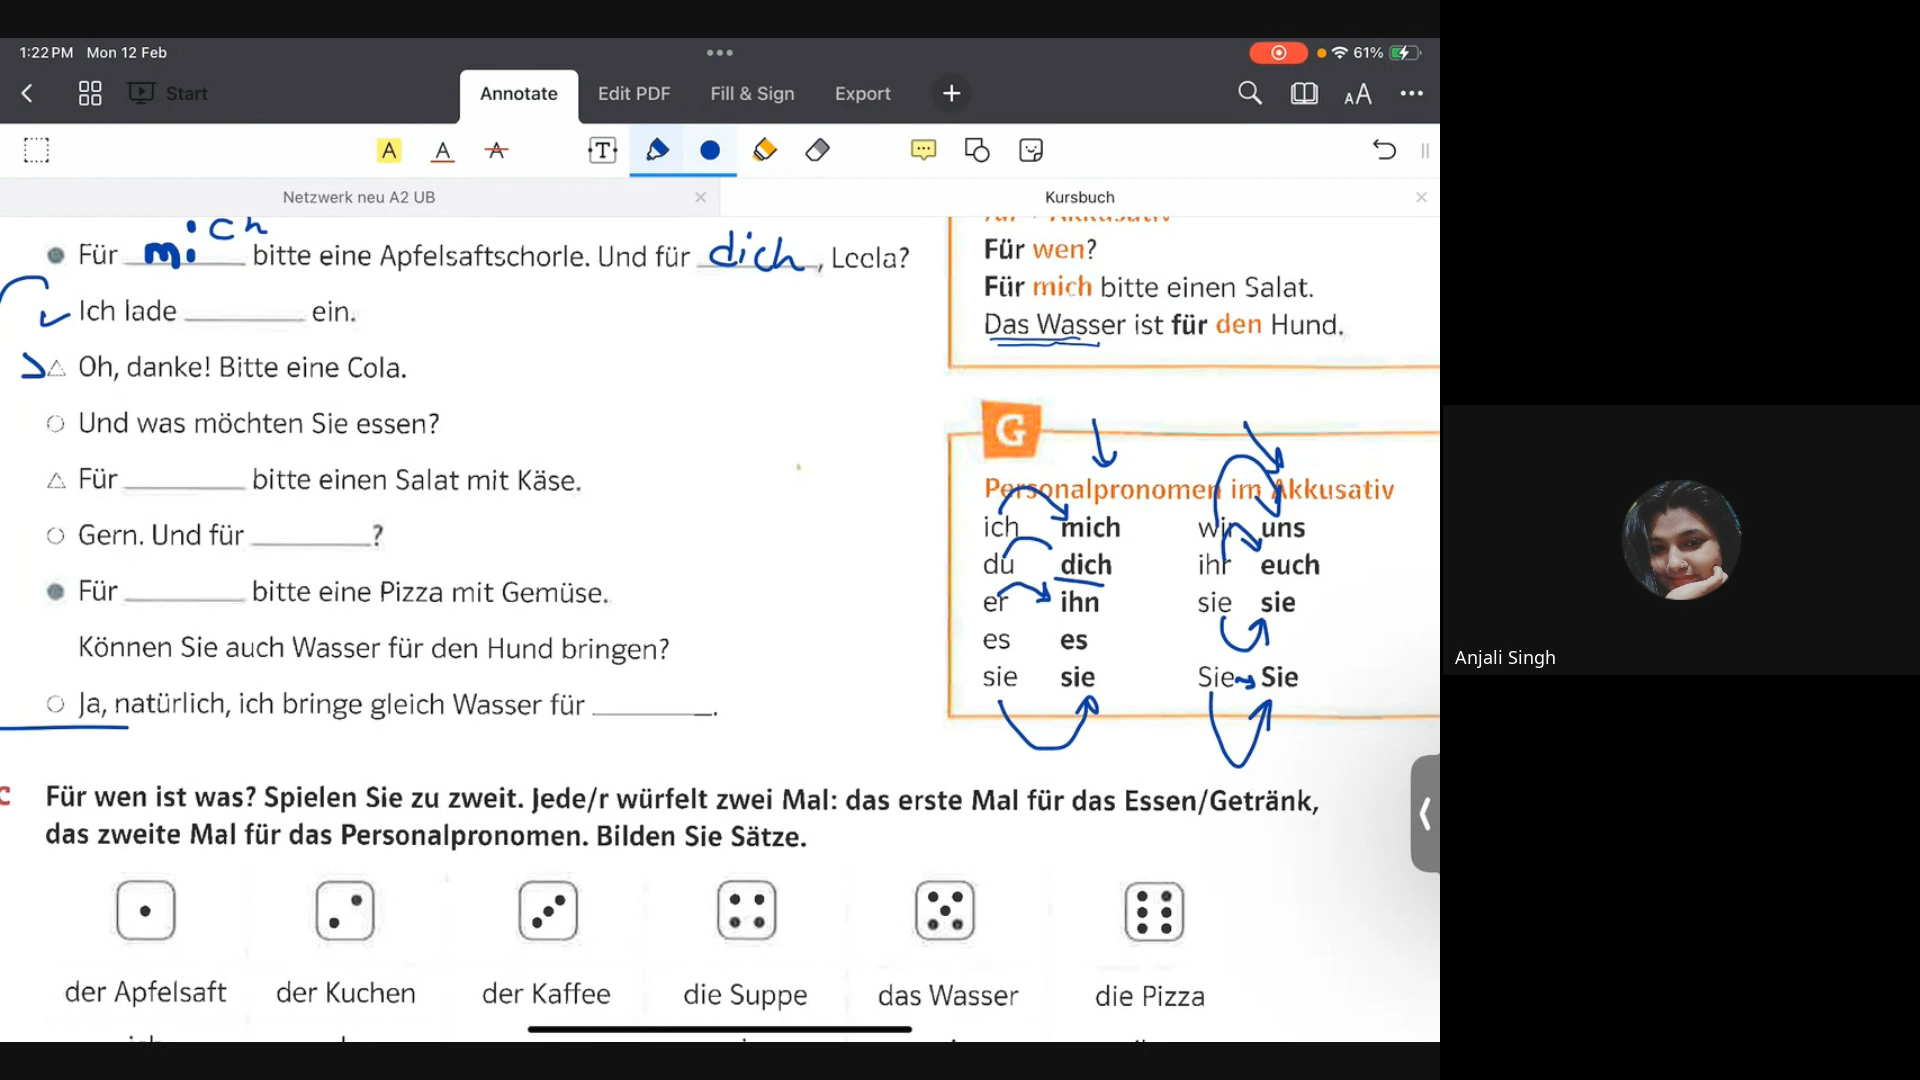 1:22 PM Mon 12 Feb
61%
Start
Annotate
Edit PDF
Fill & Sign
Export
Netzwerk neu A2 UB
Kursbuch
Für mich bitte eine Apfelsaftschorle. Und für dich, Leela?
Ich lade ________ ein.
Oh, danke! Bitte eine Cola.
Und was möchten Sie essen?
Für ________ bitte einen Salat mit Käse.
Gern. Und für ________?
Für ________ bitte eine Pizza mit Gemüse.
Können Sie auch Wasser für den Hund bringen?
Ja, natürlich, ich bringe gleich Wasser für ________.
für + Akkusativ
Für wen?
Für mich bitte einen Salat.
Das Wasser ist für den Hund.
G
Personalpronomen im Akkusativ
ich mich wir uns
du dich ihr euch
er ihn sie sie
es es
sie sie Sie Sie
c Für wen ist was? Spielen Sie zu zweit. Jede/r würfelt zwei Mal: das erste Mal für das Essen/Getränk,
das zweite Mal für das Personalpronomen. Bilden Sie Sätze.
der Apfelsaft der Kuchen der Kaffee die Suppe das Wasser die Pizza
Anjali Singh